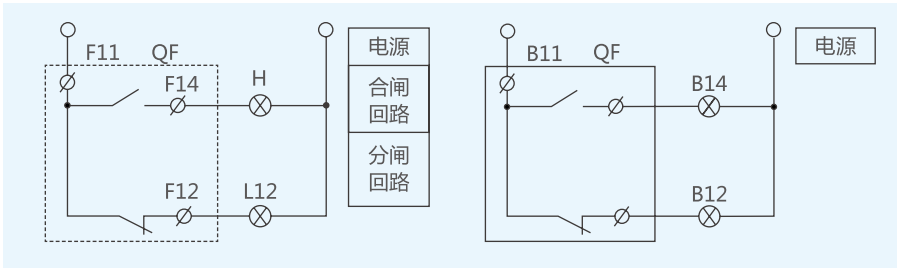 F11 QF
F14 H
F12 L12
电源
合闸
回路
分闸
回路
B11 QF
B14
B12
电源